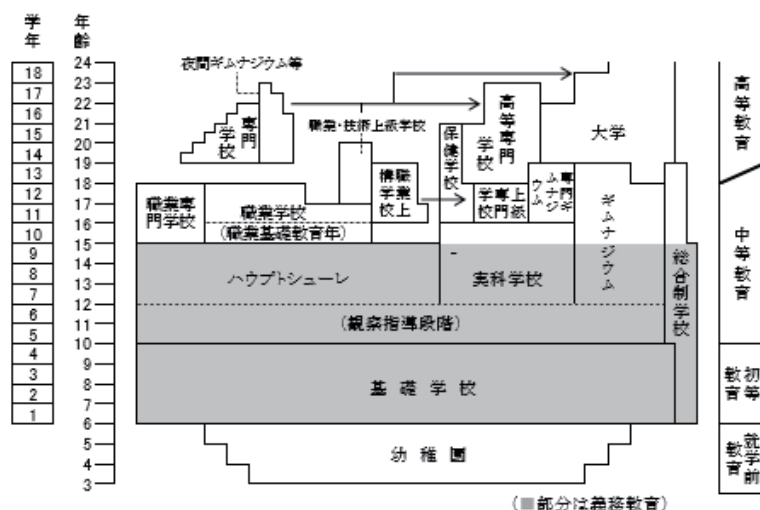 学年
年齢
18
17
16
15
14
13
12
11
10
9
8
7
6
5
4
3
2
1
24
23
22
21
20
19
18
17
16
15
14
13
12
11
10
9
8
7
6
5
4
3
夜間ギムナジウム等
専門学校
職業・技術上級学校
職業専門学校
職業学校
(職業基礎教育年)
職業上構学校
保健学校
高等専門学校
上級専門学校
専門ギムナジウム
大学
ギムナジウム
ハウプトシューレ
実科学校
総合制学校
(観察指導段階)
基礎学校
幼稚園
高等教育
中等教育
初等教育
就学前教育
(■部分は義務教育)